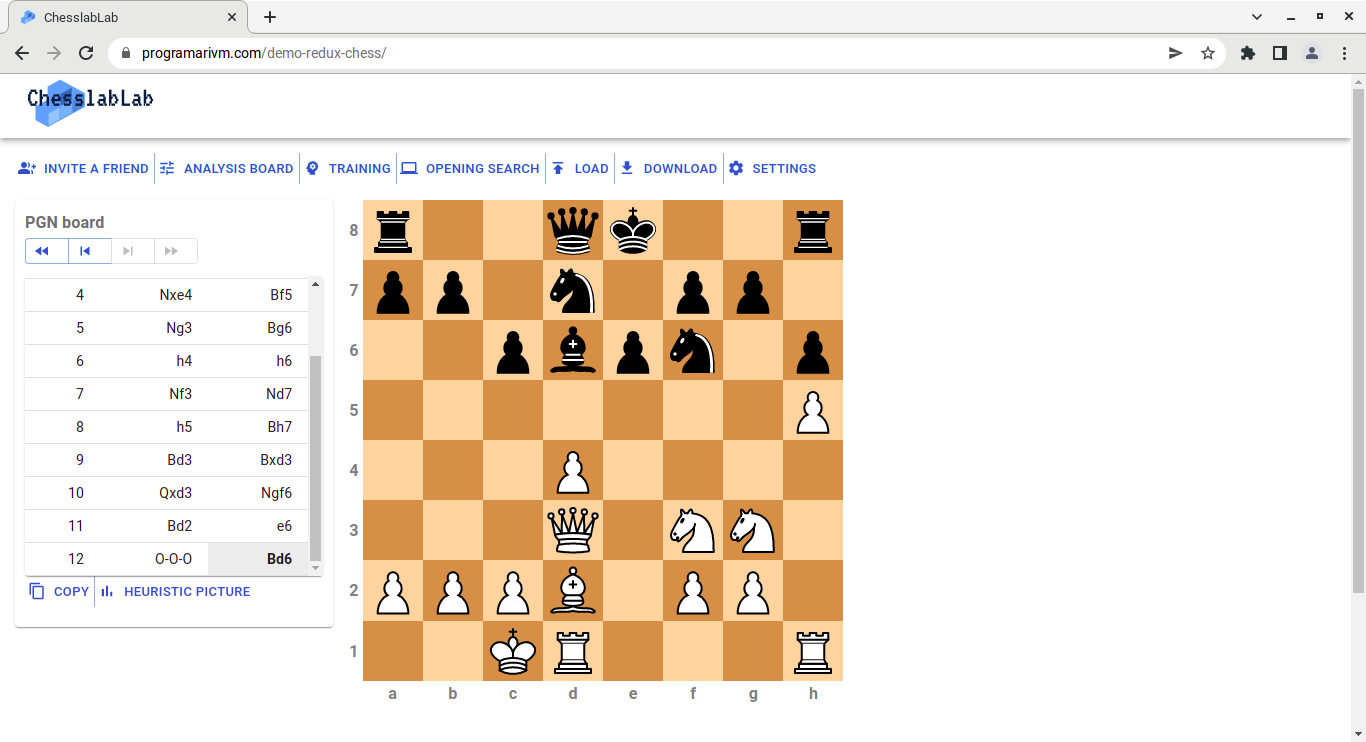 ChesslabLab
programarivm.com/demo-redux-chess/
ChesslabLab
INVITE A FRIEND ANALYSIS BOARD TRAINING OPENING SEARCH LOAD DOWNLOAD SETTINGS
PGN board
4 Nxe4 Bf5
5 Ng3 Bg6
6 h4 h6
7 Nf3 Nd7
8 h5 Bh7
9 Bd3 Bxd3
10 Qxd3 Ngf6
11 Bd2 e6
12 O-O-O Bd6
COPY HEURISTIC PICTURE
8
7
6
5
4
3
2
1
a b c d e f g h